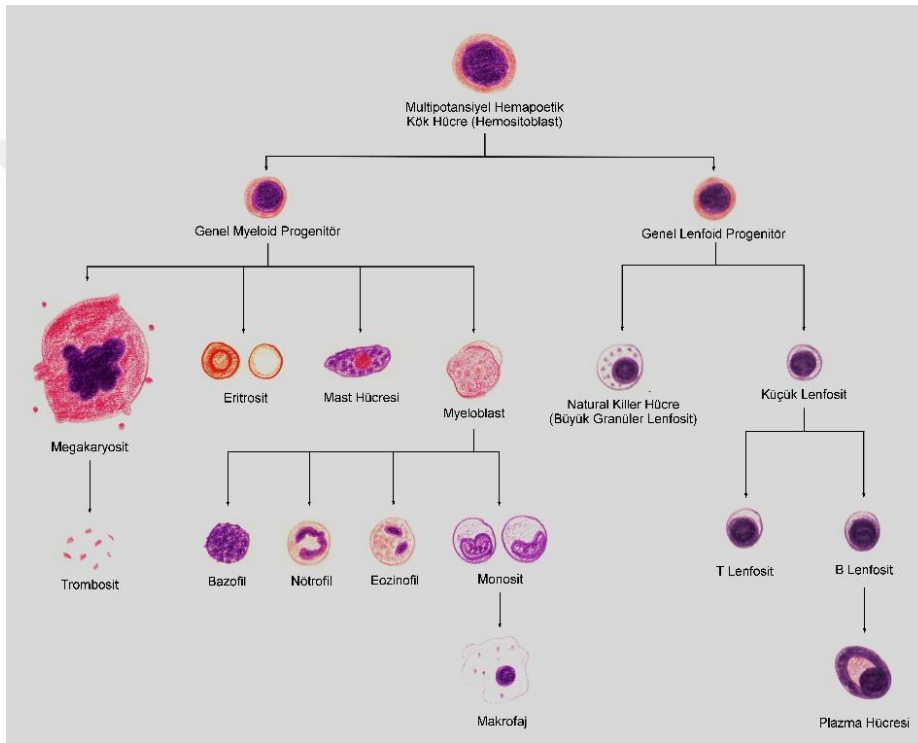 Multipotansiyel Hemapoetik
Kök Hücre (Hemositoblast)
Genel Myeloid Progenitör
Genel Lenfoid Progenitör
Megakaryosit
Eritrosit
Mast Hücresi
Myeloblast
Natural Killer Hücre
(Büyük Granüler Lenfosit)
Küçük Lenfosit
Trombosit
Bazofil
Nötrofil
Eozinofil
Monosit
T Lenfosit
B Lenfosit
Makrofaj
Plazma Hücresi